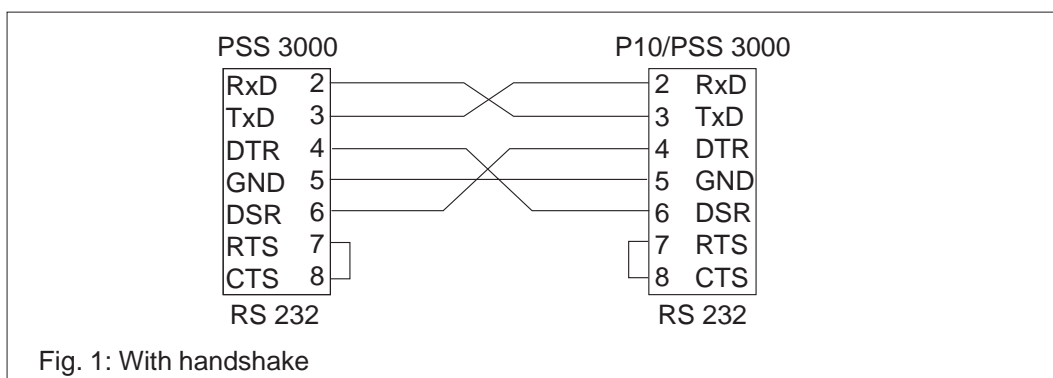 PSS 3000 P10/PSS 3000
RxD 2 2 RxD
TxD 3 3 TxD
DTR 4 4 DTR
GND 5 5 GND
DSR 6 6 DSR
RTS 7 7 RTS
CTS 8 8 CTS
RS 232 RS 232
Fig. 1: With handshake